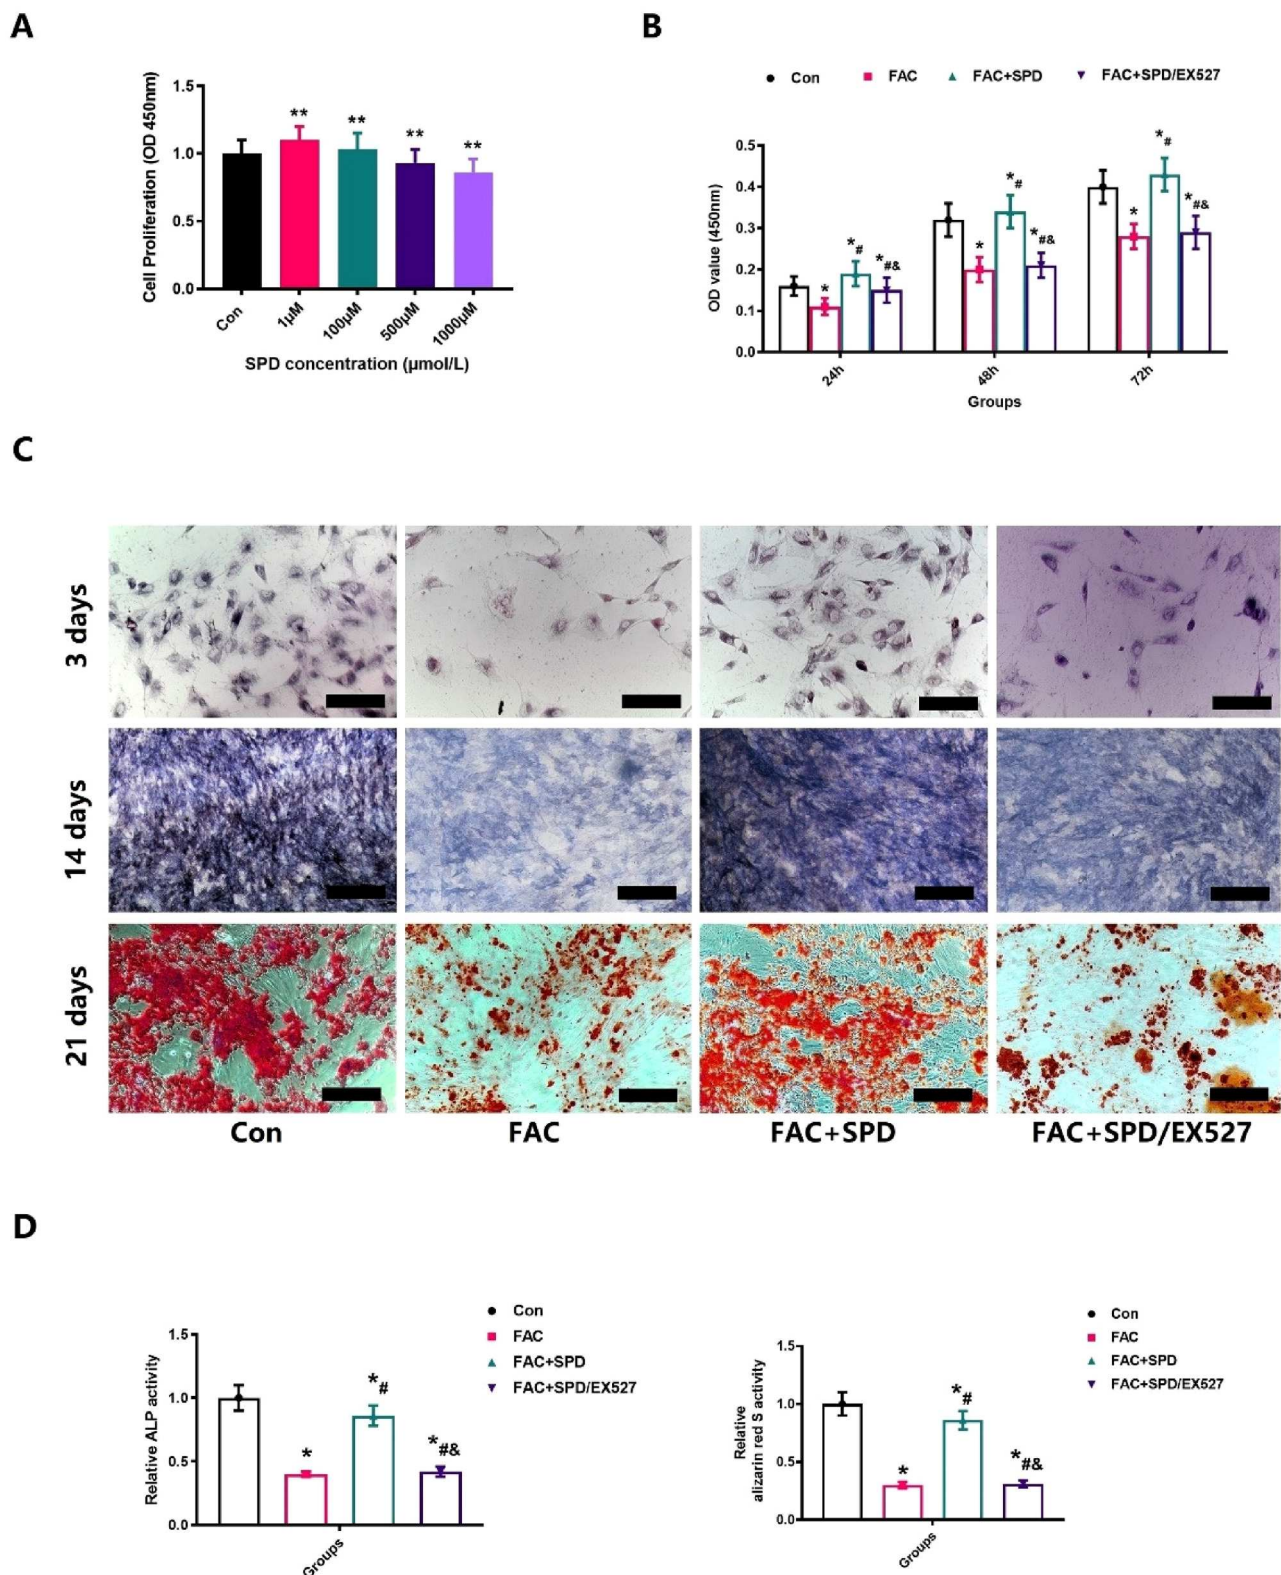 A
Cell Proliferation (OD 450nm)
1.5
1.0
0.5
0.0
**
**
**
**
Con
1μM
100μM
500μM
1000μM
SPD concentration (μmol/L)
B
Con
FAC
FAC+SPD
FAC+SPD/EX527
OD value (450nm)
0.5
0.4
0.3
0.2
0.1
0.0
*
*#
*#&
*
*#
*#&
*
*#
*#&
24h
48h
72h
Groups
C
3 days
14 days
21 days
Con
FAC
FAC+SPD
FAC+SPD/EX527
D
Relative ALP activity
1.5
1.0
0.5
0.0
*
*#
*#&
Groups
Con
FAC
FAC+SPD
FAC+SPD/EX527
Relative
alizarin red S activity
1.5
1.0
0.5
0.0
*
*#
*#&
Groups
Con
FAC
FAC+SPD
FAC+SPD/EX527